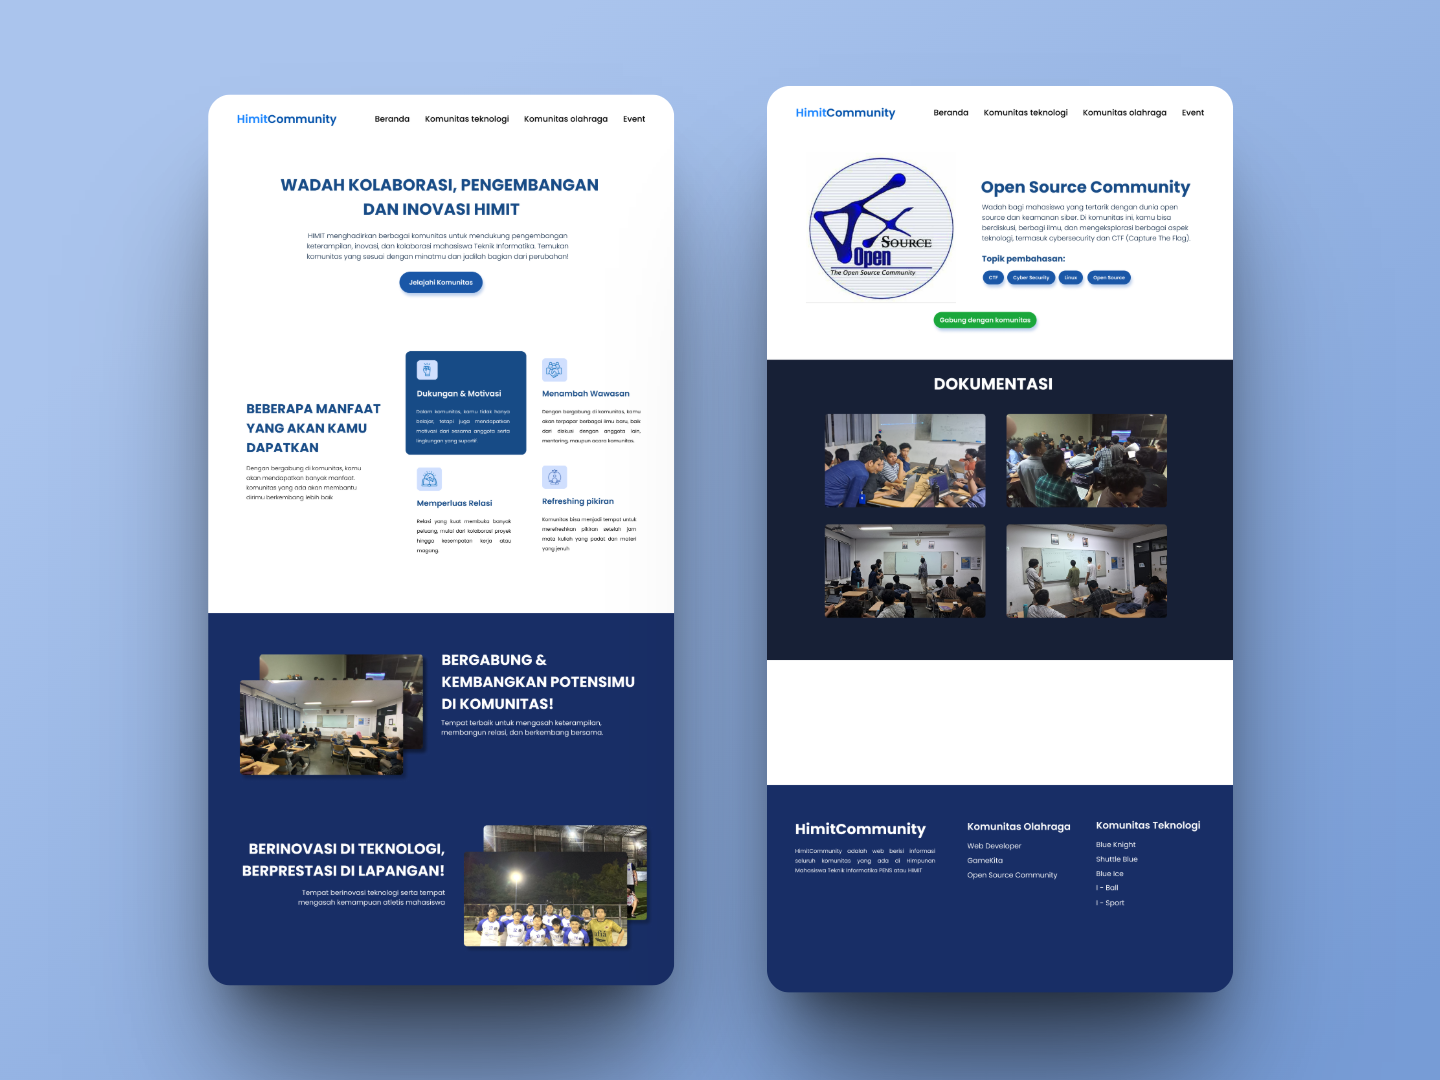 HimitCommunity
Beranda
Komunitas teknologi
Komunitas olahraga
Event
WADAH KOLABORASI, PENGEMBANGAN
DAN INOVASI HIMIT
HIMIT menghadirkan berbagai komunitas untuk mendukung pengembangan
keterampilan, inovasi, dan kolaborasi mahasiswa Teknik Informatika. Temukan
komunitas yang sesuai dengan minatmu dan jadilah bagian dari perubahan!
Jelajahi Komunitas
BEBERAPA MANFAAT
YANG AKAN KAMU
DAPATKAN
Dengan bergabung di komunitas, kamu
akan mendapatkan banyak manfaat.
komunitas yang ada akan membantu
dirimu berkembang lebih baik
Dukungan & Motivasi
Dalam komunitas, kamu tidak hanya
belajar, tetapi juga mendapatkan
motivasi dari sesama anggota serta
lingkungan yang suportif.
Menambah Wawasan
Dengan bergabung di komunitas, kamu
akan terpapar berbagai ilmu baru, baik
dari diskusi dengan anggota lain,
mentoring, maupun acara komunitas.
Memperluas Relasi
Relasi yang kuat membuka banyak
peluang, mulai dari kolaborasi proyek
hingga kesempatan kerja atau
magang.
Refreshing pikiran
Komunitas bisa menjadi tempat untuk
merefreshkan pikiran setelah jam
mata kuliah yang padat dan materi
yang jenuh
BERGABUNG &
KEMBANGKAN POTENSIMU
DI KOMUNITAS!
Tempat terbaik untuk mengasah keterampilan,
membangun relasi, dan berkembang bersama.
BERINOVASI DI TEKNOLOGI,
BERPRESTASI DI LAPANGAN!
Tempat berinovasi teknologi serta tempat
mengasah kemampuan atletis mahasiswa
HimitCommunity
Beranda
Komunitas teknologi
Komunitas olahraga
Event
SOURCE
Open
The Open Source Community
Open Source Community
Wadah bagi mahasiswa yang tertarik dengan dunia open
source dan keamanan siber. Di komunitas ini, kamu bisa
berdiskusi, berbagi ilmu, dan mengeksplorasi berbagai aspek
teknologi, termasuk cybersecurity dan CTF (Capture The Flag).
Topik pembahasan:
CTF
Cyber Security
Linux
Open Source
Gabung dengan komunitas
DOKUMENTASI
HimitCommunity
HimitCommunity adalah web berisi informasi
seluruh komunitas yang ada di Himpunan
Mahasiswa Teknik Informatika PENS atau HIMIT
Komunitas Olahraga
Web Developer
GameKita
Open Source Community
Komunitas Teknologi
Blue Knight
Shuttle Blue
Blue Ice
I - Ball
I - Sport